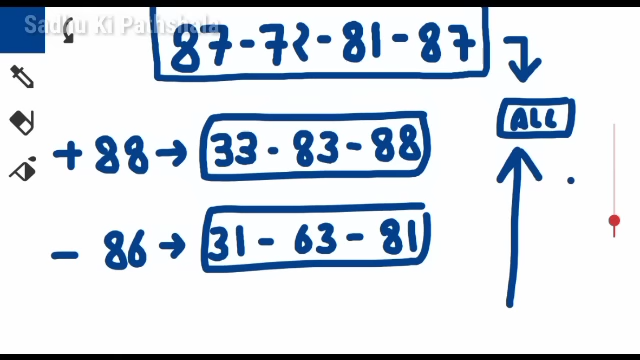 Sadhu Ki Pathshala
87-72-81-87
ALL
+ 88 → 33-83-88
- 86 → 31-63-81